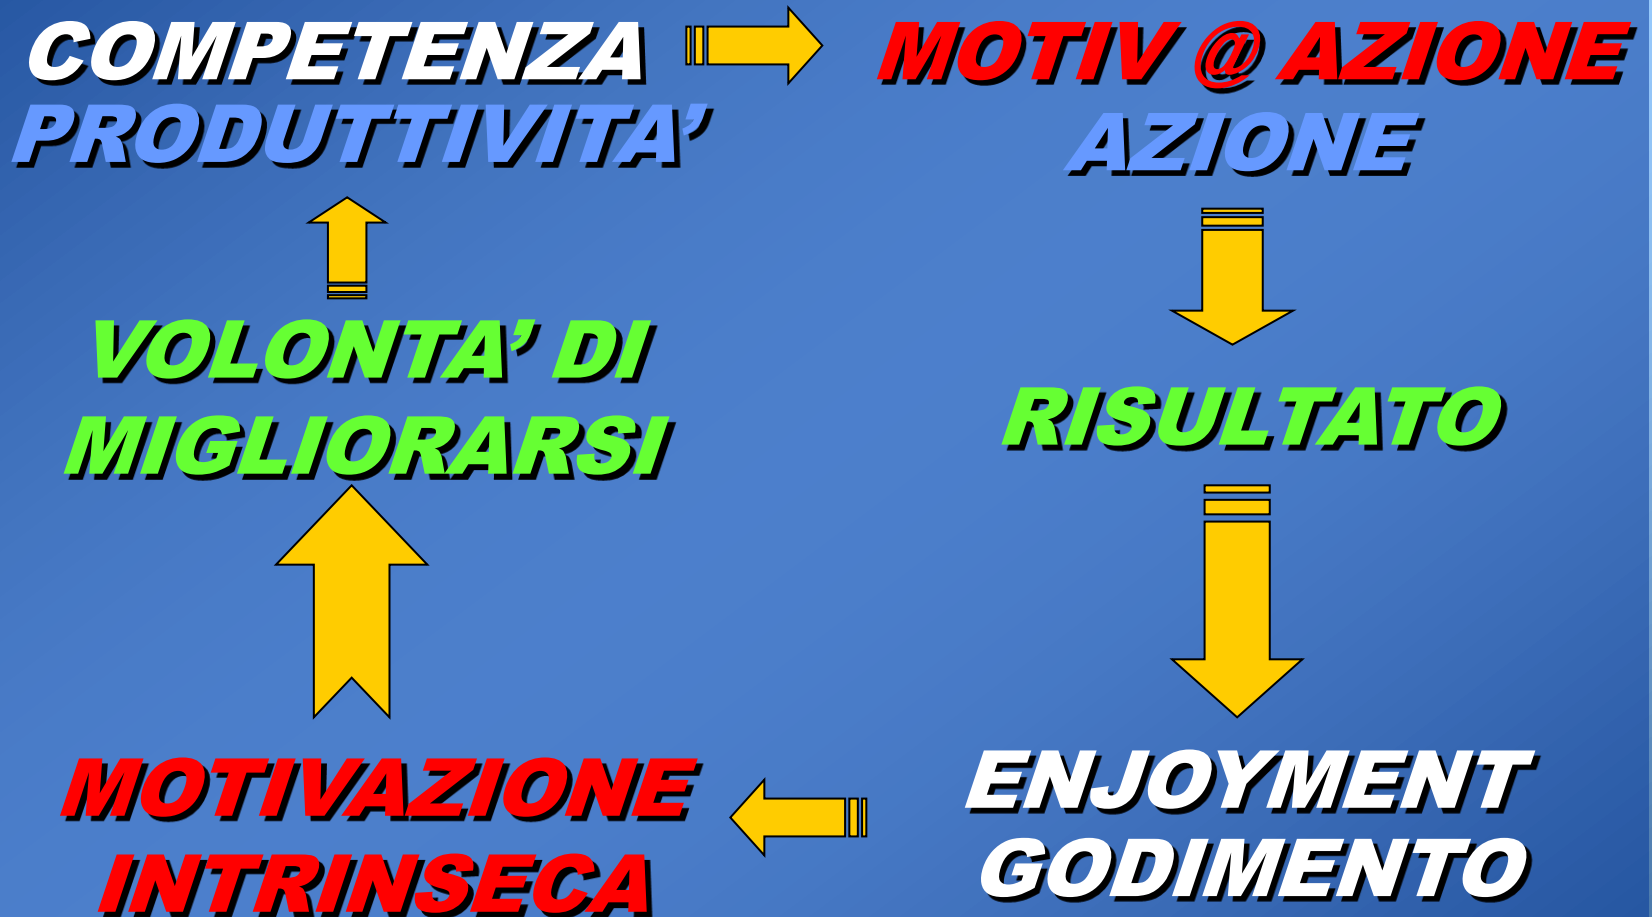 COMPETENZA
PRODUTTIVITA’
MOTIV @ AZIONE
AZIONE
VOLONTA’ DI
MIGLIORARSI
RISULTATO
MOTIVAZIONE
INTRINSECA
ENJOYMENT
GODIMENTO